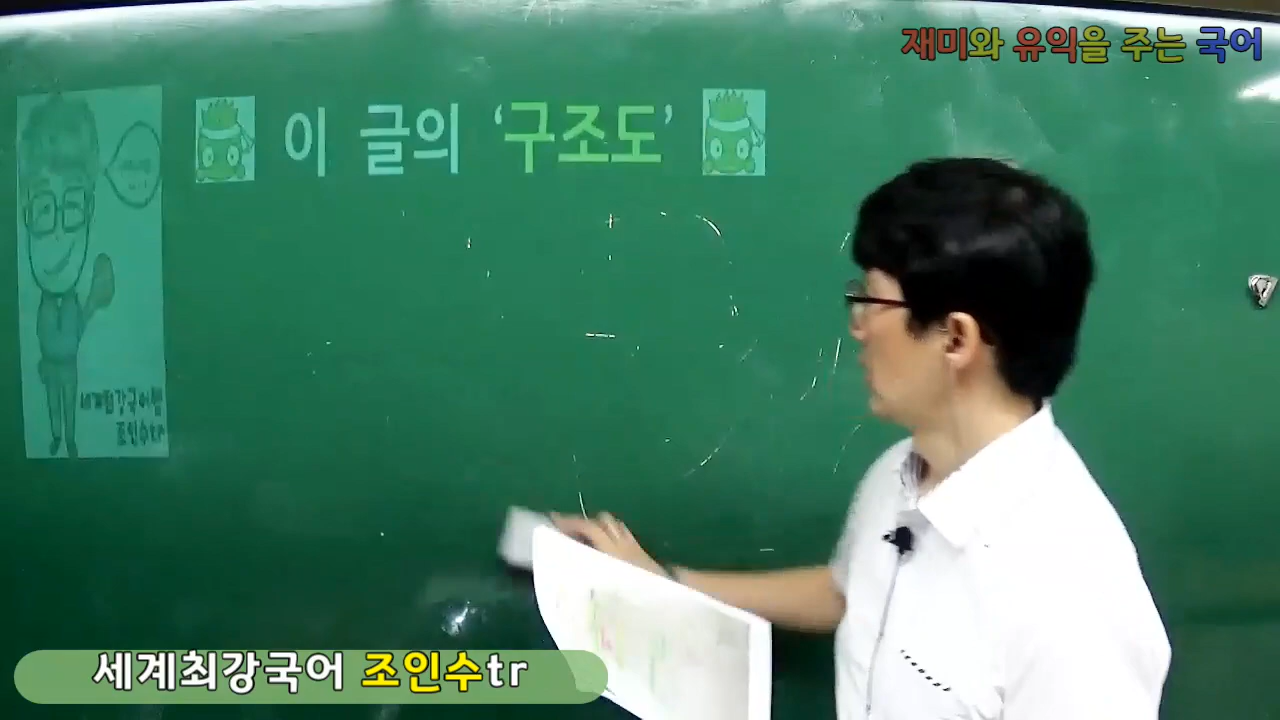 재미와 유익을 주는 국어
이 글의 ‘구조도’
세계최강국어쌤
조인수tr
세계최강국어 조인수tr